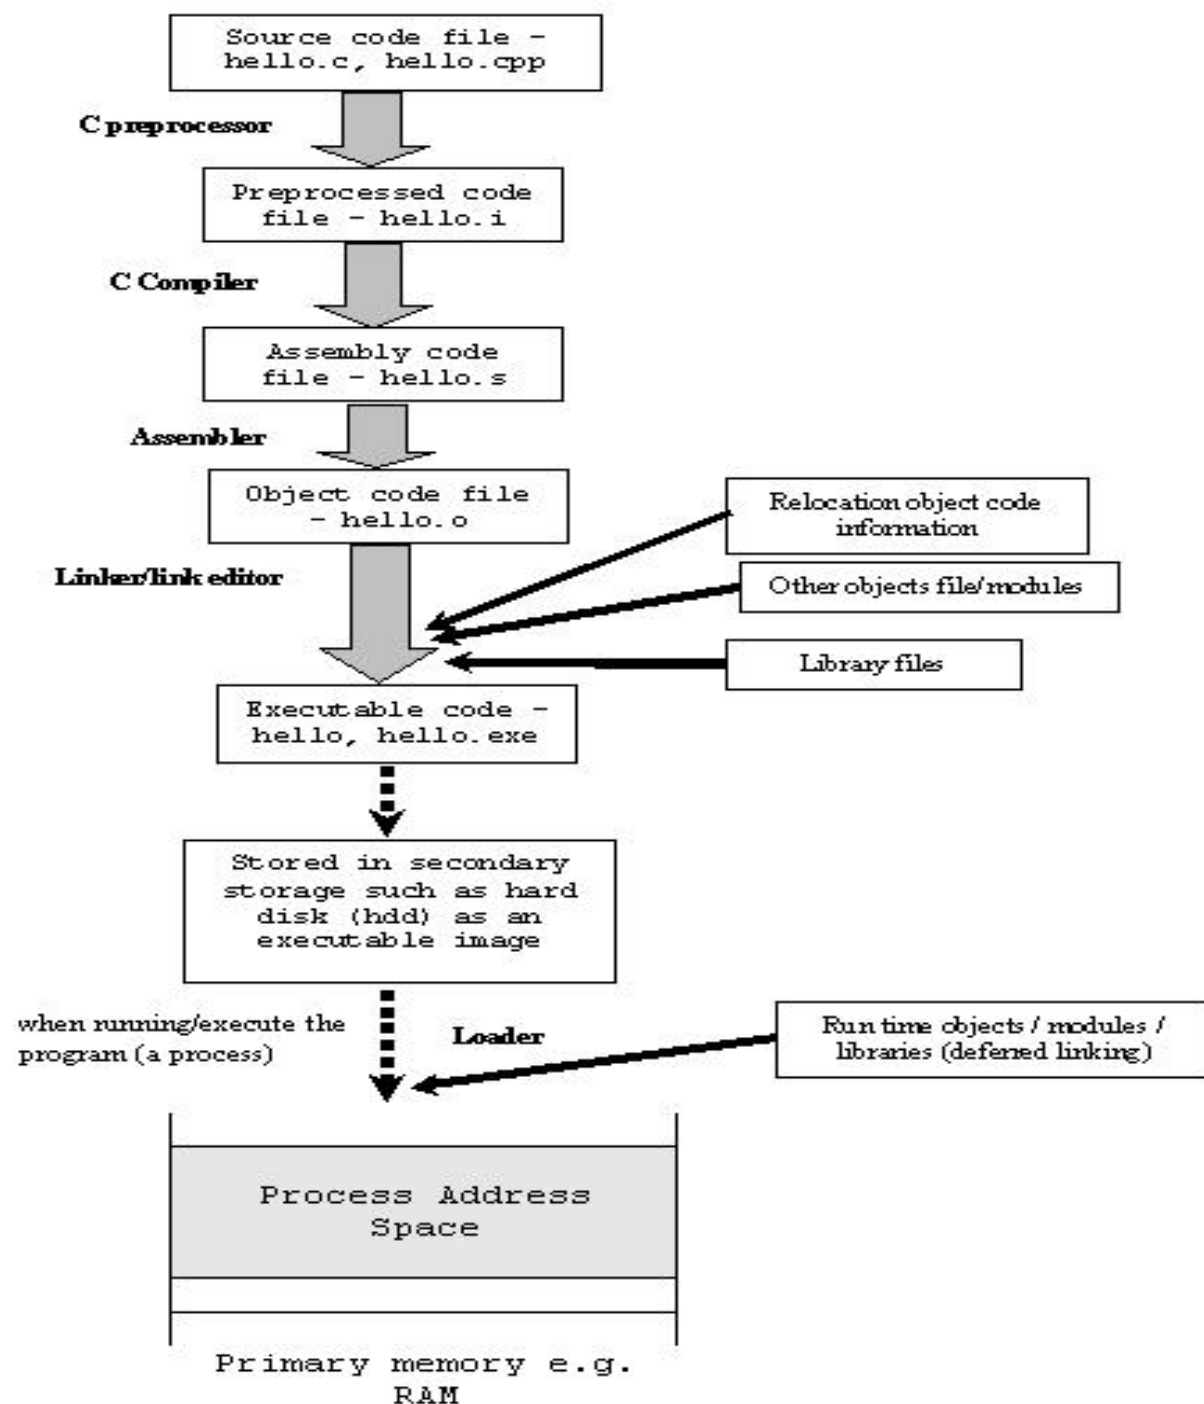 Source code file -
hello.c, hello.cpp
C preprocessor
Preprocessed code
file - hello.i
C Compiler
Assembly code
file - hello.s
Assembler
Object code file
- hello.o
Relocation object code
information
Linker/link editor
Other objects file/modules
Library files
Executable code -
hello, hello.exe
Stored in secondary
storage such as hard
disk (hdd) as an
executable image
when running/execute the
program (a process)
Loader
Run time objects / modules /
libraries (deferred linking)
Process Address
Space
Primary memory e.g.
RAM